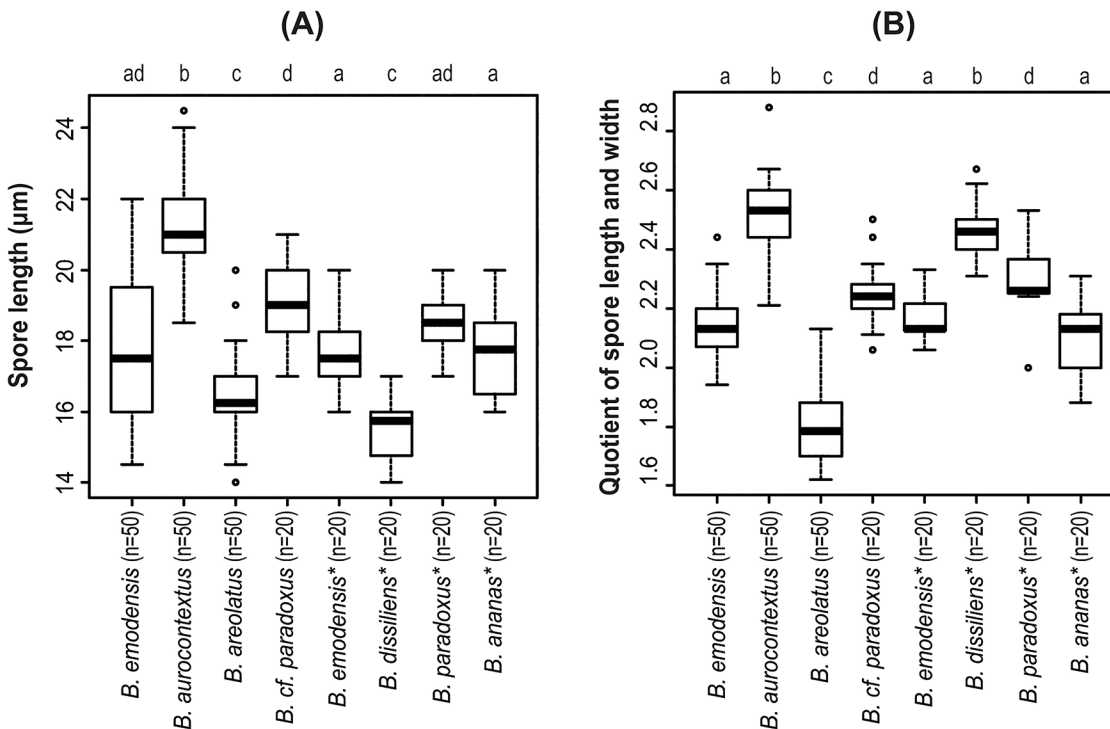 (A)
ad b c d a c ad a
Spore length (µm)
24
22
20
18
16
14
B. emodensis (n=50)
B. aurocontextus (n=50)
B. areolatus (n=50)
B. cf. paradoxus (n=20)
B. emodensis* (n=20)
B. dissiliens* (n=20)
B. paradoxus* (n=20)
B. ananas* (n=20)
(B)
a b c d a b d a
Quotient of spore length and width
2.8
2.6
2.4
2.2
2.0
1.8
1.6
B. emodensis (n=50)
B. aurocontextus (n=50)
B. areolatus (n=50)
B. cf. paradoxus (n=20)
B. emodensis* (n=20)
B. dissiliens* (n=20)
B. paradoxus* (n=20)
B. ananas* (n=20)